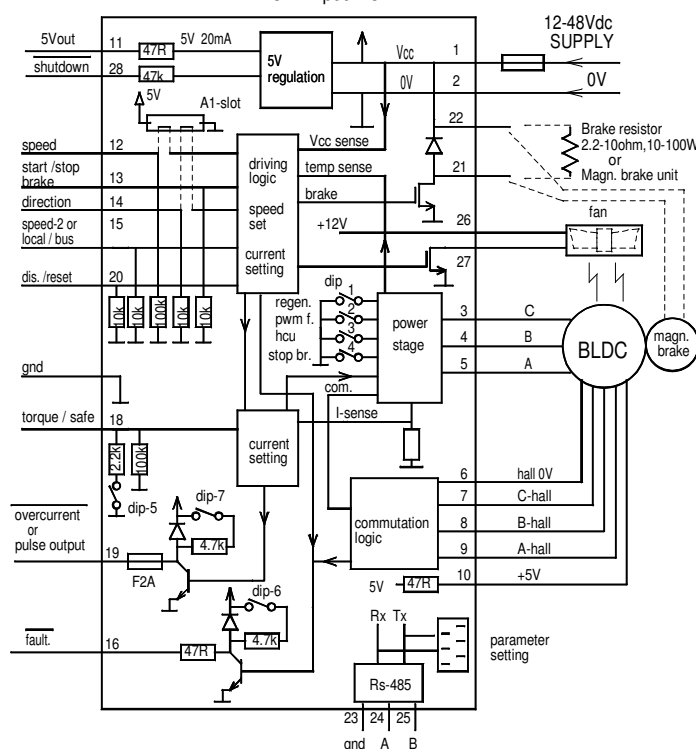 12-48Vdc
SUPPLY
5Vout 11 47R 5V 20mA
5V
regulation
Vcc 1
shutdown 28 47k
0V 2 0V
5V A1-slot
22
Brake resistor
2.2-10ohm,10-100W
or
Magn. brake unit
speed 12
driving
logic
speed
set
current
setting
Vcc sense
temp sense
brake
21
start /stop
brake 13
direction 14
+12V 26 fan
speed-2 or
local / bus 15
27
dis. /reset 20
10k 10k 100k 10k 10k
dip 1
regen.
2
pwm f.
3
hcu
4
stop br.
com.
power
stage
3 C
4 B
5 A
BLDC
magn.
brake
gnd
torque / safe 18
I-sense
current
setting
2.2k 100k
dip-5
6 hall 0V
7 C-hall
8 B-hall
9 A-hall
10 +5V
commutation
logic
5V 47R
overcurrent
or
pulse output 19
F2A
dip-7
4.7k
dip-6
4.7k
fault. 16 47R
Rx Tx
parameter
setting
Rs-485
23 24 25
gnd A B